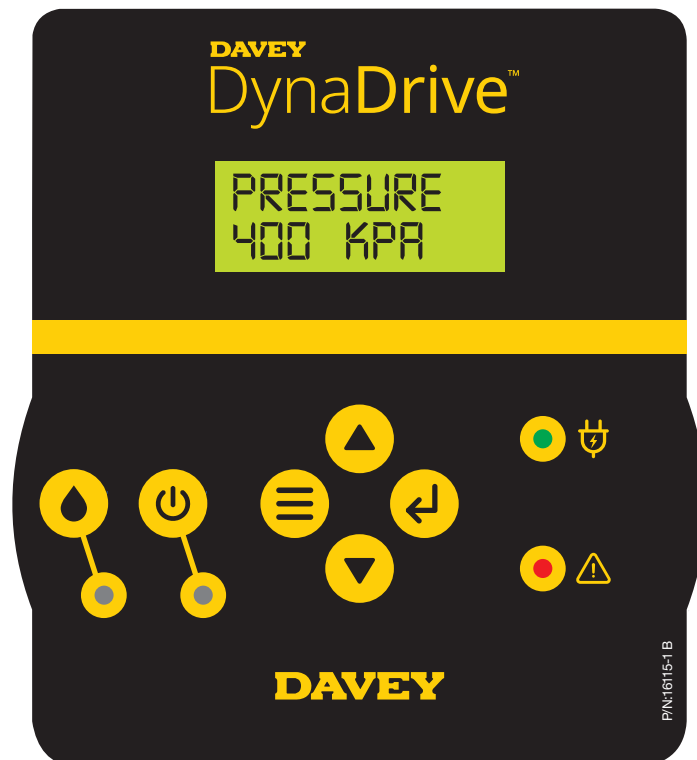 DAVEY
DynaDrive™
PRESSURE
400 KPA
DAVEY
P/N:16115-1 B